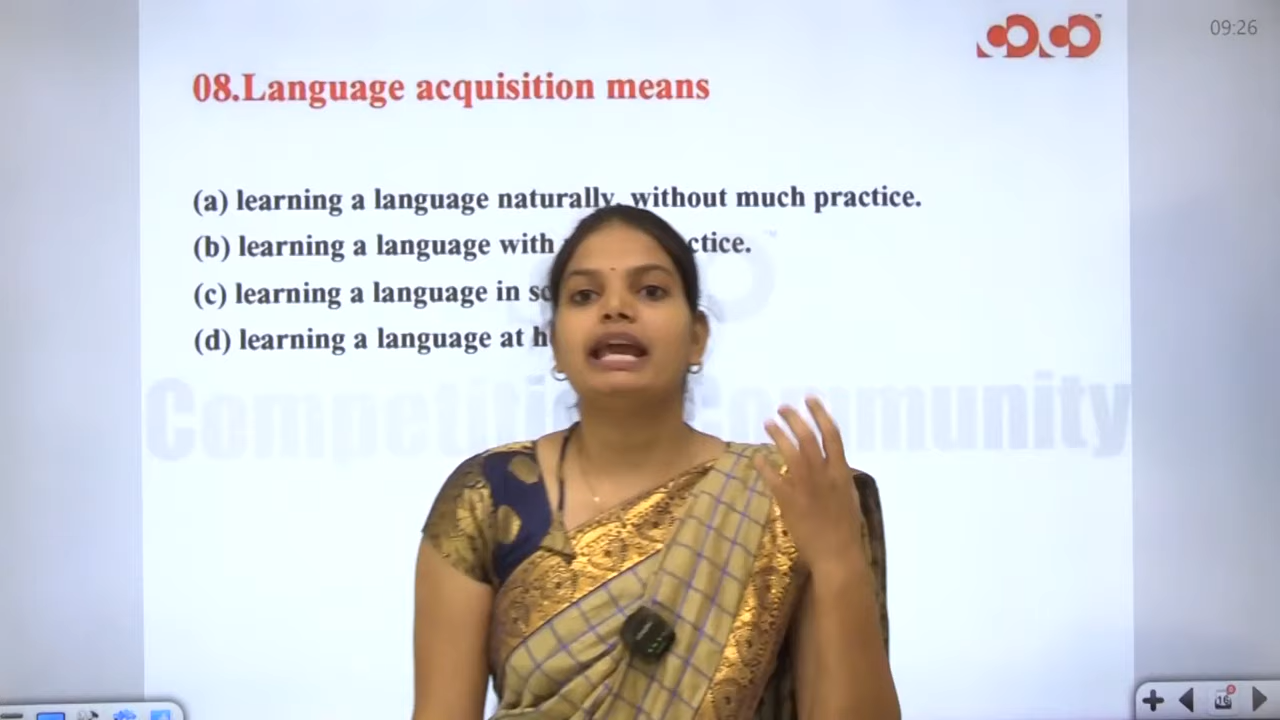 09:26
08.Language acquisition means
(a) learning a language naturally, without much practice.
(b) learning a language with
(c) learning a language in
(d) learning a language at
Competiti Community